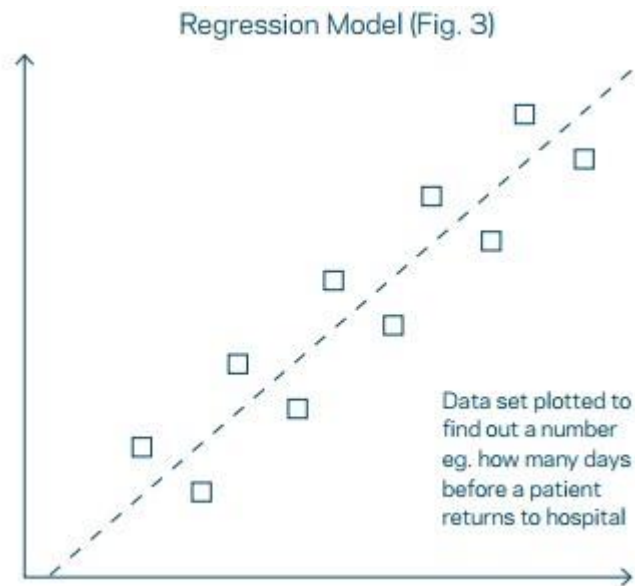 Regression Model (Fig. 3)
Data set plotted to
find out a number
eg. how many days
before a patient
returns to hospital